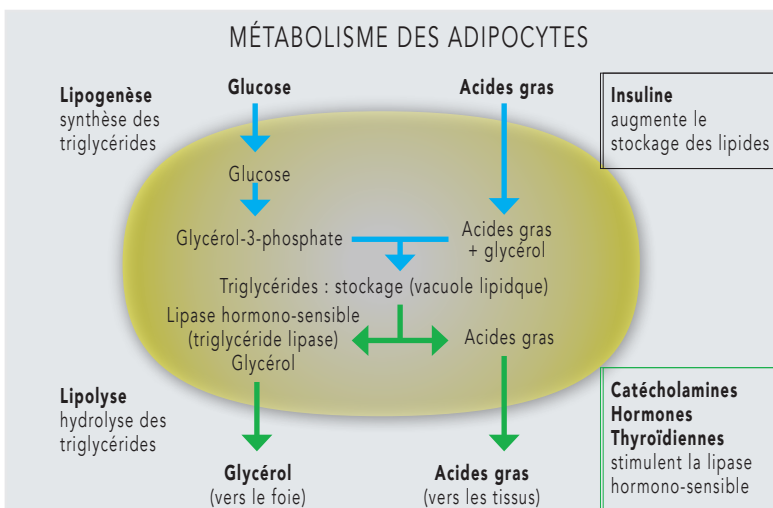 MÉTABOLISME DES ADIPOCYTES
Lipogenèse
synthèse des
triglycérides
Glucose
Acides gras
Insuline
augmente le
stockage des lipides
Glucose
Glycérol-3-phosphate
Acides gras
+ glycérol
Triglycérides : stockage (vacuole lipidque)
Lipase hormono-sensible
(triglycéride lipase)
Glycérol
Acides gras
Lipolyse
hydrolyse des
triglycérides
Catécholamines
Hormones
Thyroïdiennes
stimulent la lipase
hormono-sensible
Glycérol
(vers le foie)
Acides gras
(vers les tissus)